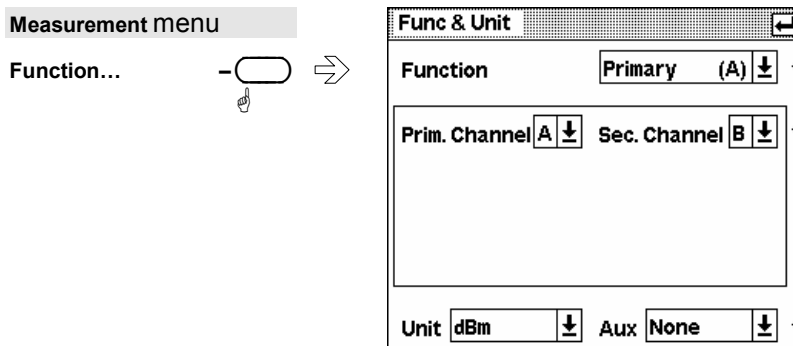 Measurement menu
Function…
Func & Unit
Function Primary (A)
Prim. Channel A Sec. Channel B
Unit dBm Aux None